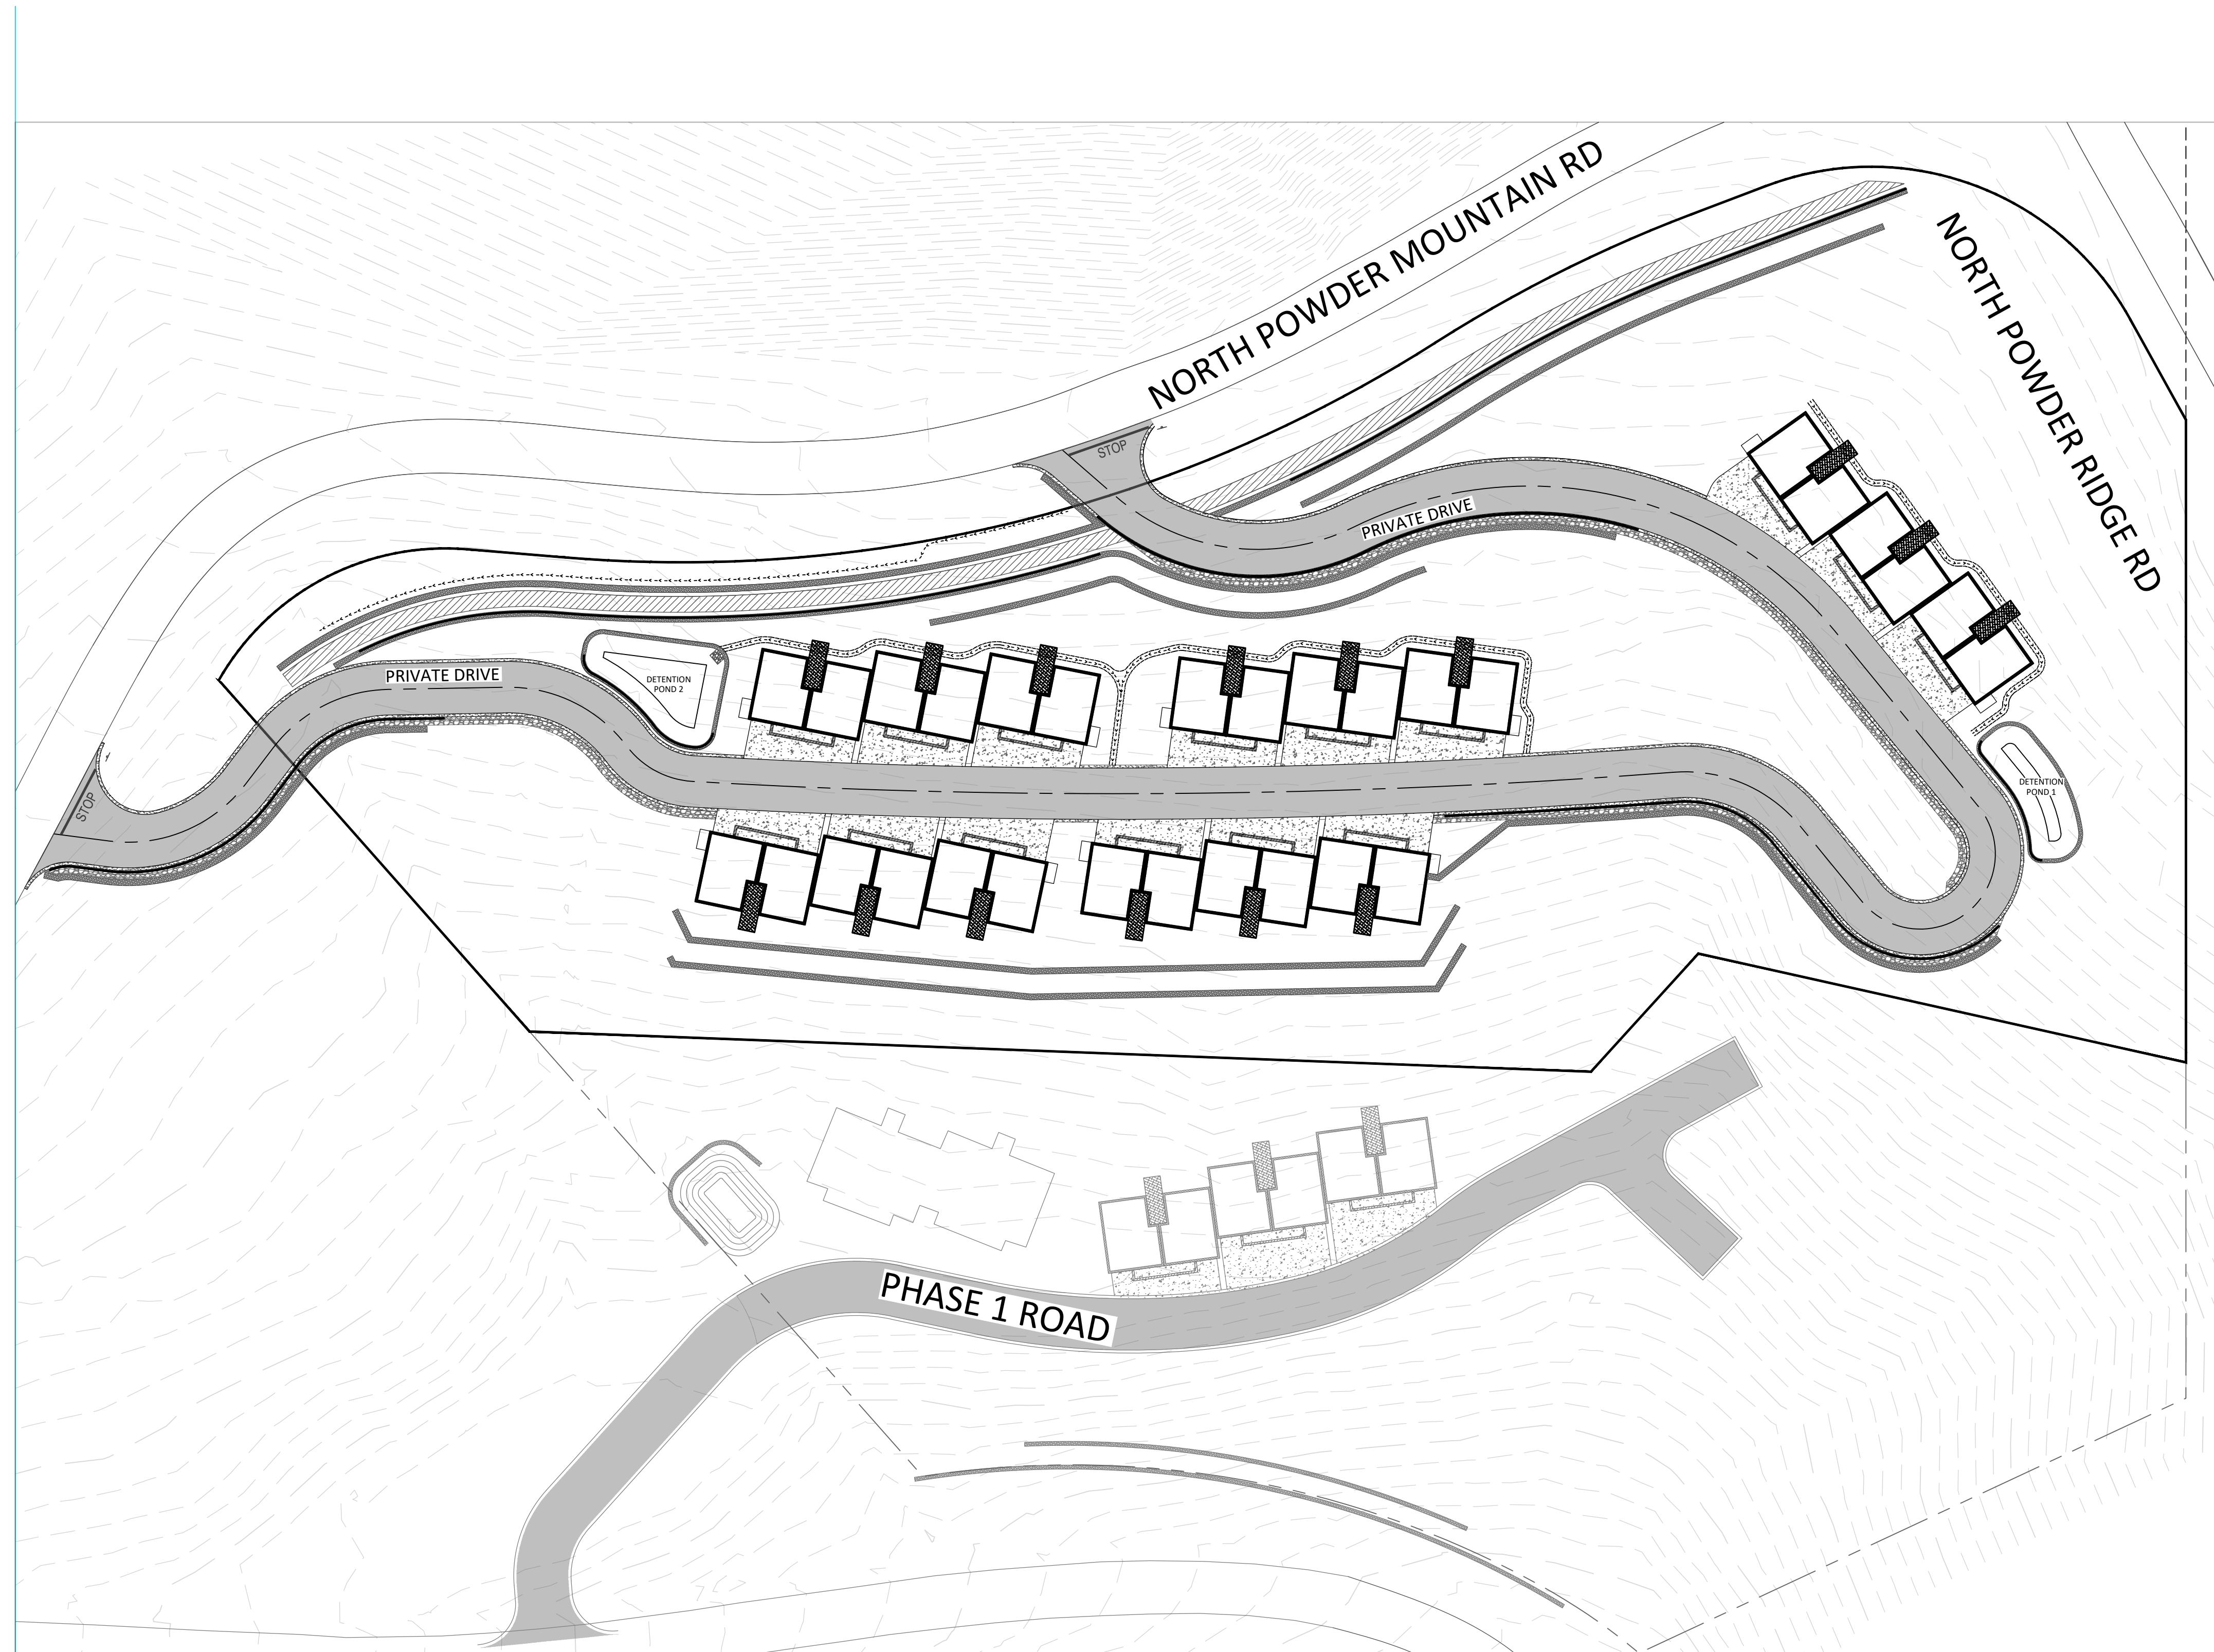 NORTH POWDER MOUNTAIN RD
NORTH POWDER RIDGE RD
STOP
PRIVATE DRIVE
PRIVATE DRIVE
DETENTION
POND 2
DETENTION
POND 1
STOP
PHASE 1 ROAD